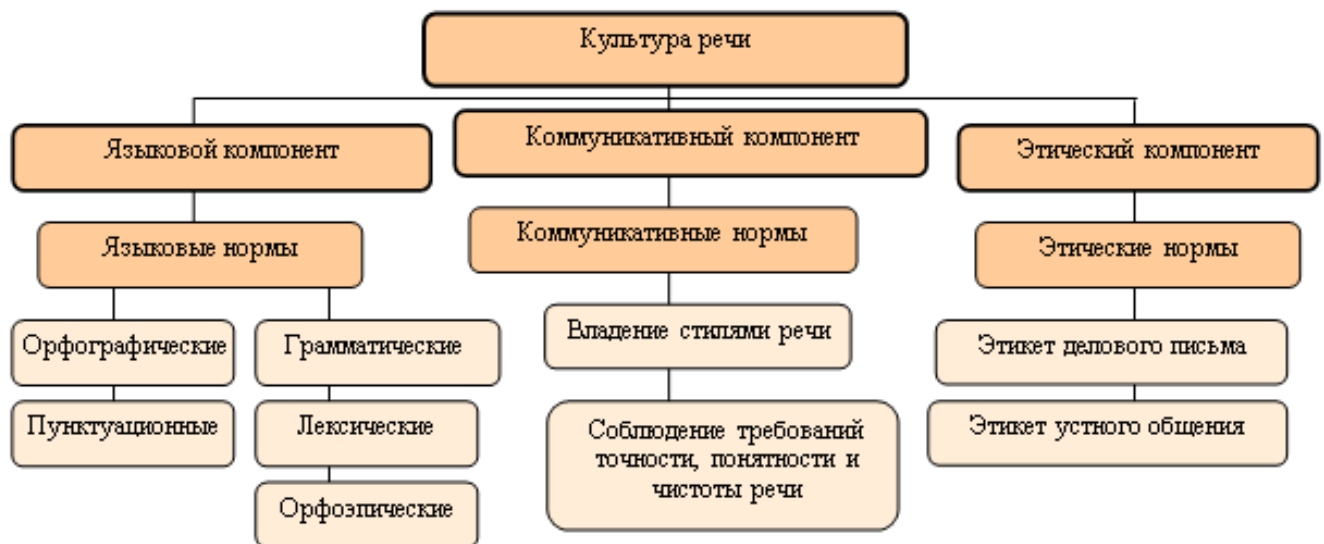 Культура речи
Языковой компонент
Коммуникативный компонент
Этический компонент
Языковые нормы
Коммуникативные нормы
Этические нормы
Орфографические
Грамматические
Владение стилями речи
Этикет делового письма
Пунктуационные
Лексические
Соблюдение требований
точности, понятности и
чистоты речи
Этикет устного общения
Орфоэпические